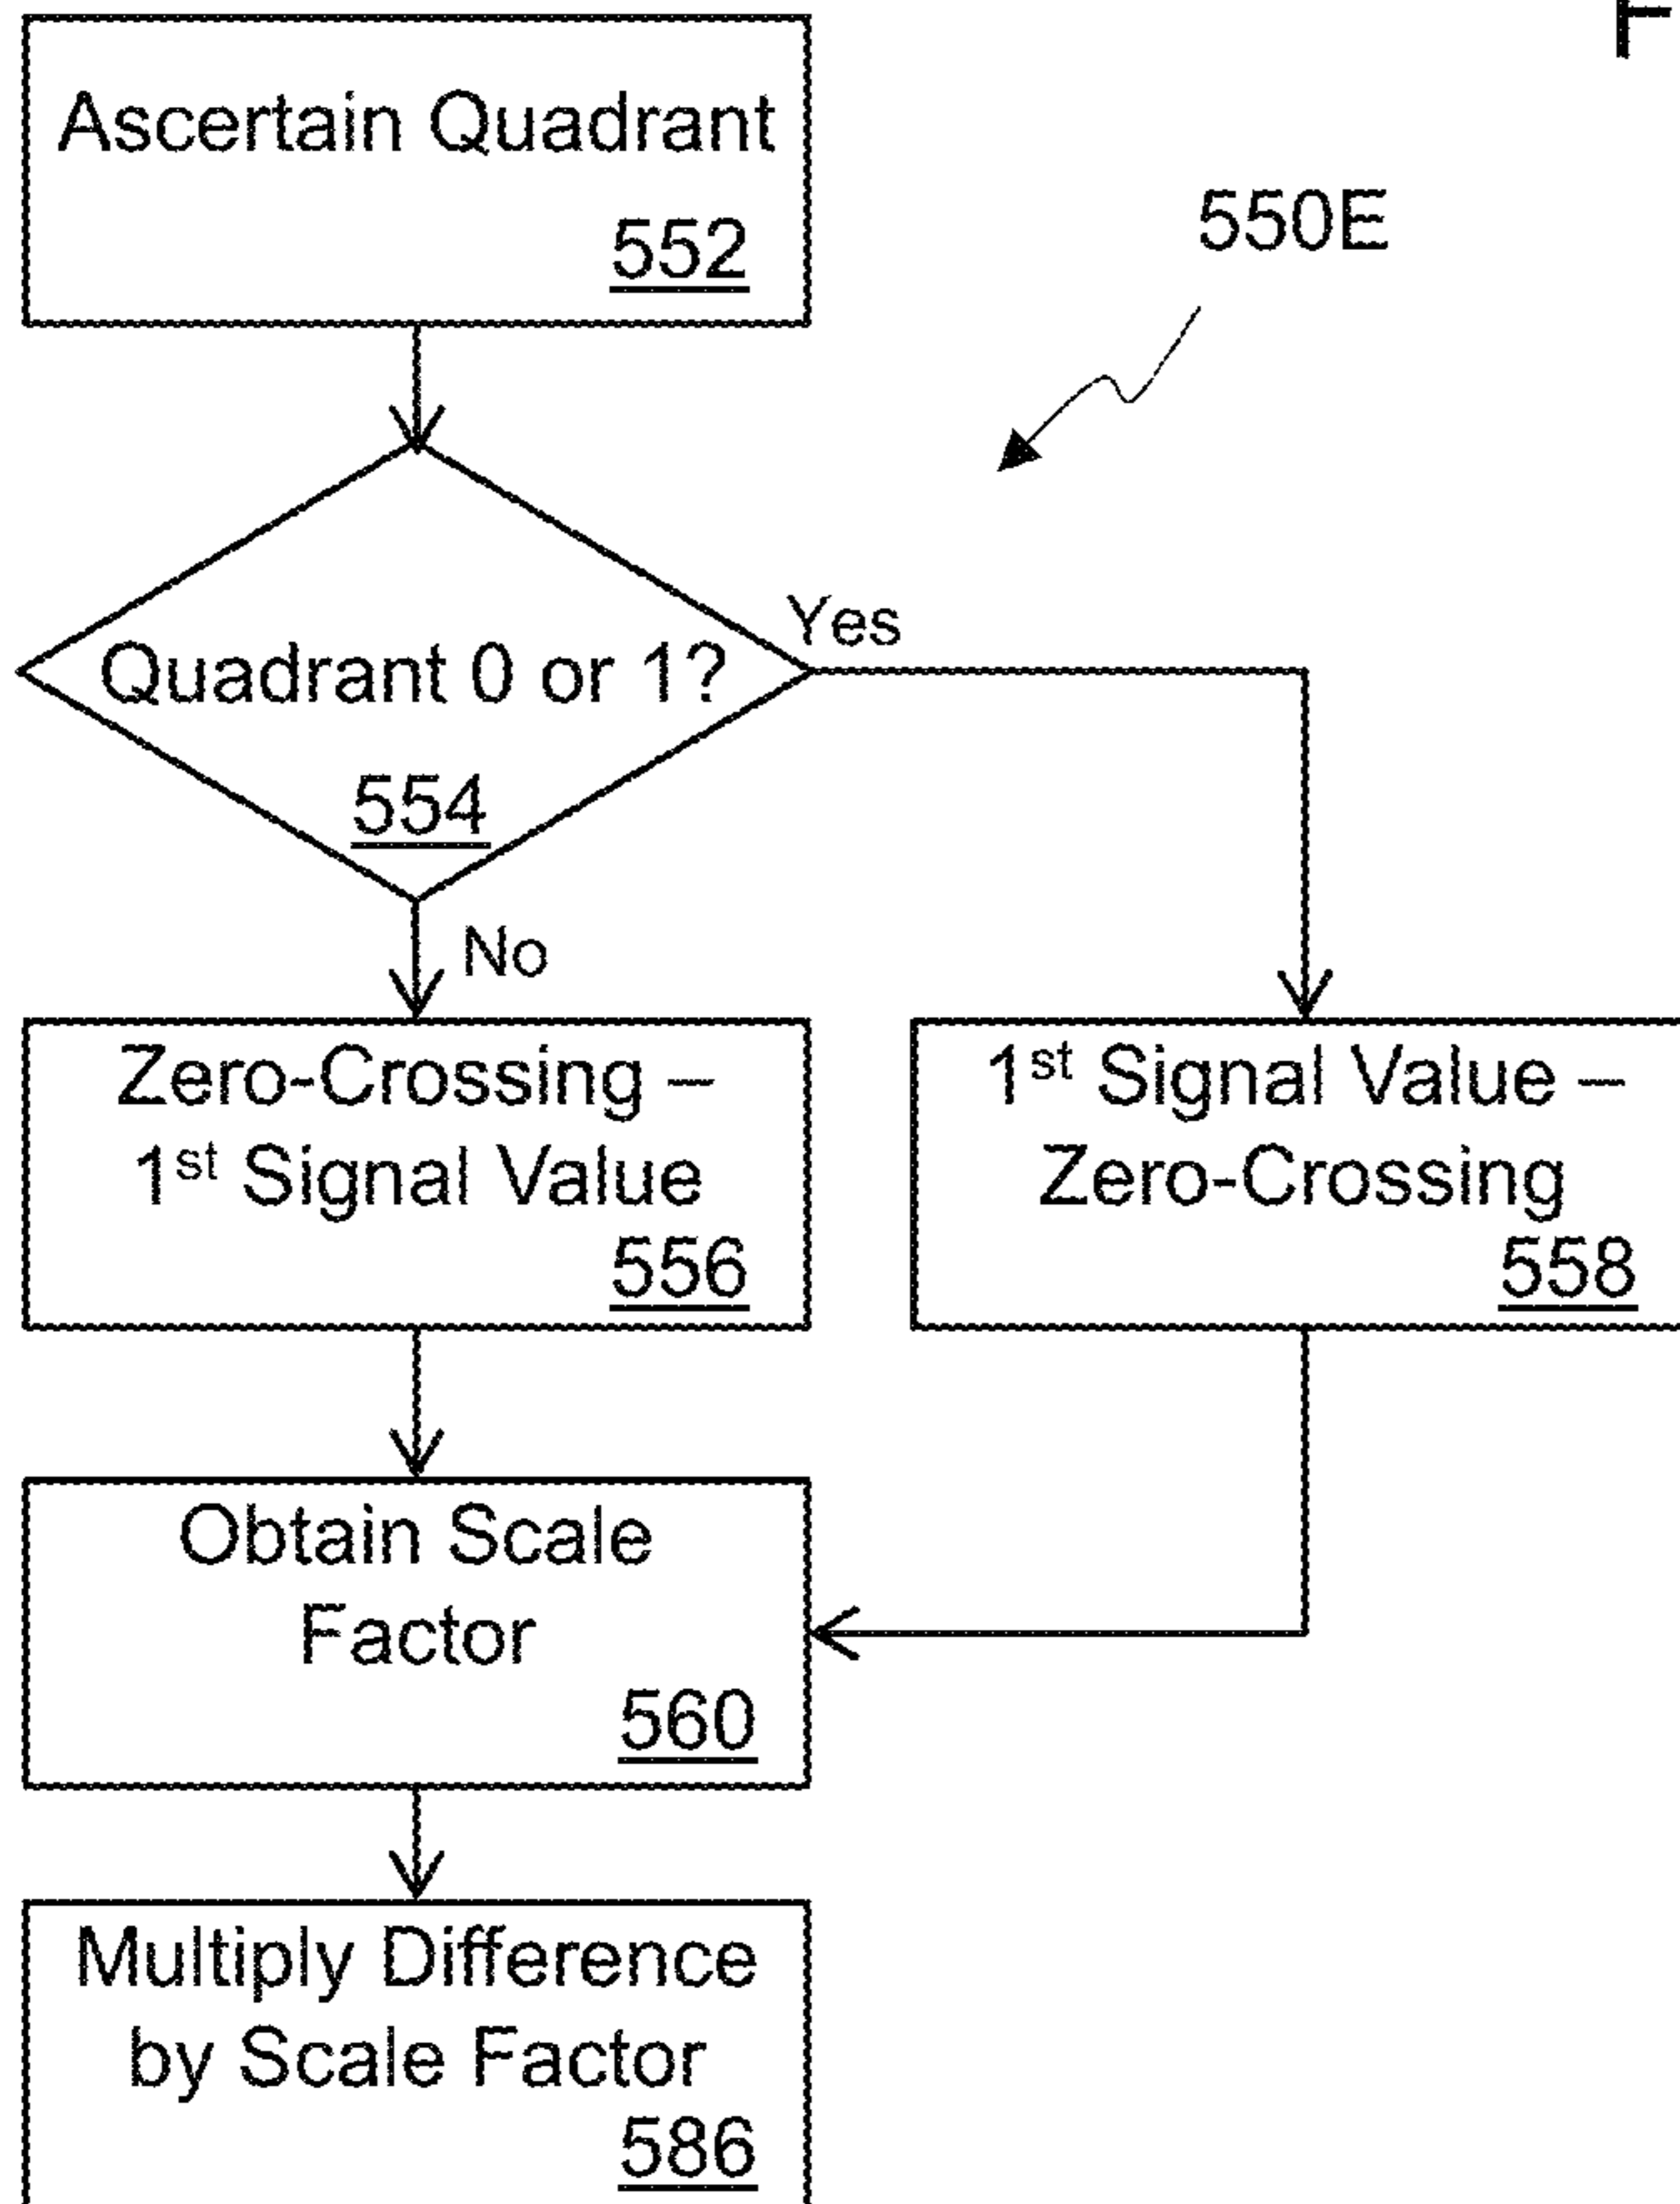 Ascertain Quadrant
552
550E
Yes
Quadrant 0 or 1?
554
No
Zero-Crossing –
1st Signal Value
556
1st Signal Value –
Zero-Crossing
558
Obtain Scale
Factor
560
Multiply Difference
by Scale Factor
586